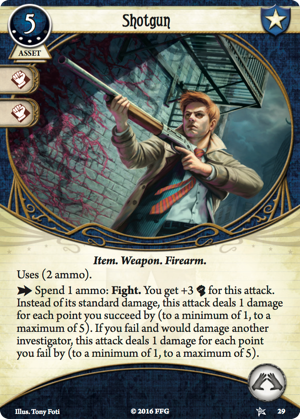 Shotgun
5
ASSET
Item. Weapon. Firearm.
Uses (2 ammo).
Spend 1 ammo: Fight. You get +3 for this attack.
Instead of its standard damage, this attack deals 1 damage
for each point you succeed by (to a minimum of 1, to a
maximum of 5). If you fail and would damage another
investigator, this attack deals 1 damage for each point
you fail by (to a minimum of 1, to a maximum of 5).
Illus. Tony Foti
© 2016 FFG
29